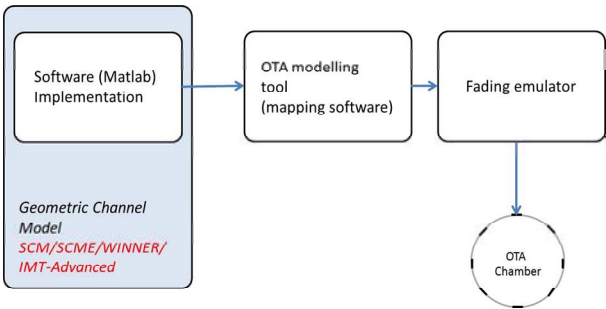 Software (Matlab)
Implementation
OTA modelling
tool
(mapping software)
Fading emulator
Geometric Channel
Model
SCM/SCME/WINNER/
IMT-Advanced
OTA
Chamber